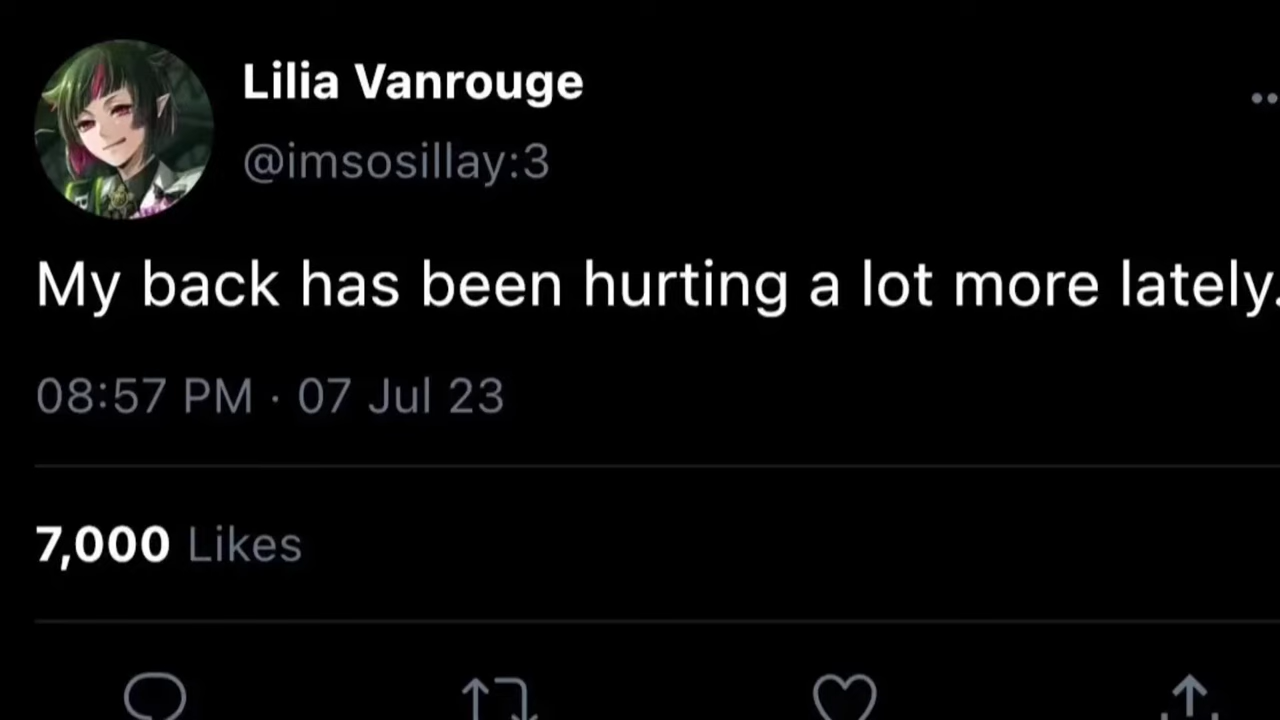 Lilia Vanrouge
@imsosillay:3
My back has been hurting a lot more lately.
08:57 PM · 07 Jul 23
7,000 Likes